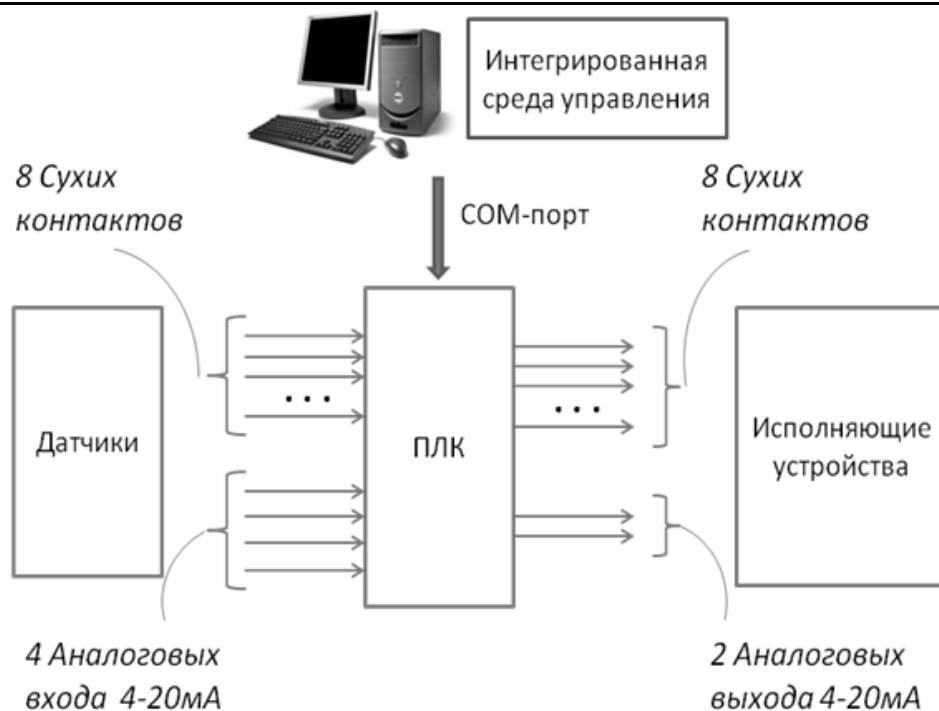 Интегрированная
среда управления
8 Сухих
контактов
COM-порт
8 Сухих
контактов
Датчики
ПЛК
Исполняющие
устройства
4 Аналоговых
входа 4-20мА
2 Аналоговых
выхода 4-20мА